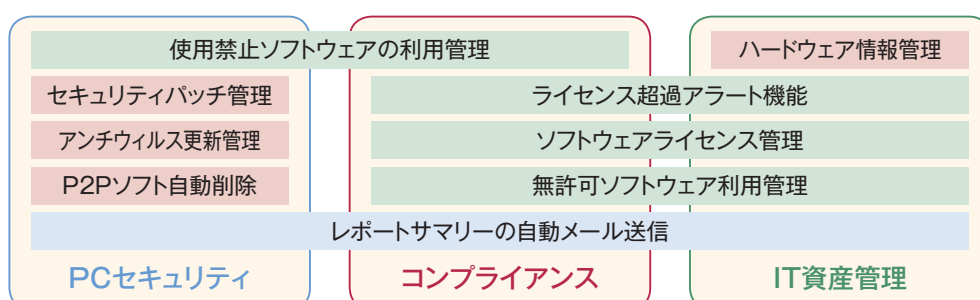 使用禁止ソフトウェアの利用管理
ハードウェア情報管理
セキュリティパッチ管理
ライセンス超過アラート機能
アンチウィルス更新管理
ソフトウェアライセンス管理
P2Pソフト自動削除
無許可ソフトウェア利用管理
レポートサマリーの自動メール送信
PCセキュリティ
コンプライアンス
IT資産管理